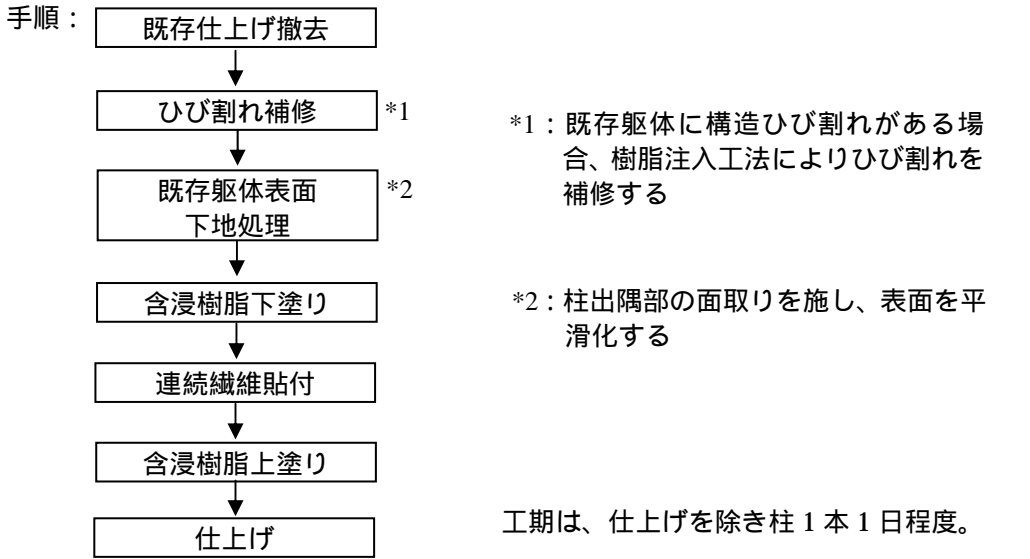 手順：
既存仕上げ撤去
ひび割れ補修 *1
*1：既存躯体に構造ひび割れがある場
合、樹脂注入工法によりひび割れを
補修する
既存躯体表面 *2
下地処理
含浸樹脂下塗り
*2：柱出隅部の面取りを施し、表面を平
滑化する
連続繊維貼付
含浸樹脂上塗り
仕上げ
工期は、仕上げを除き柱 1 本 1 日程度。